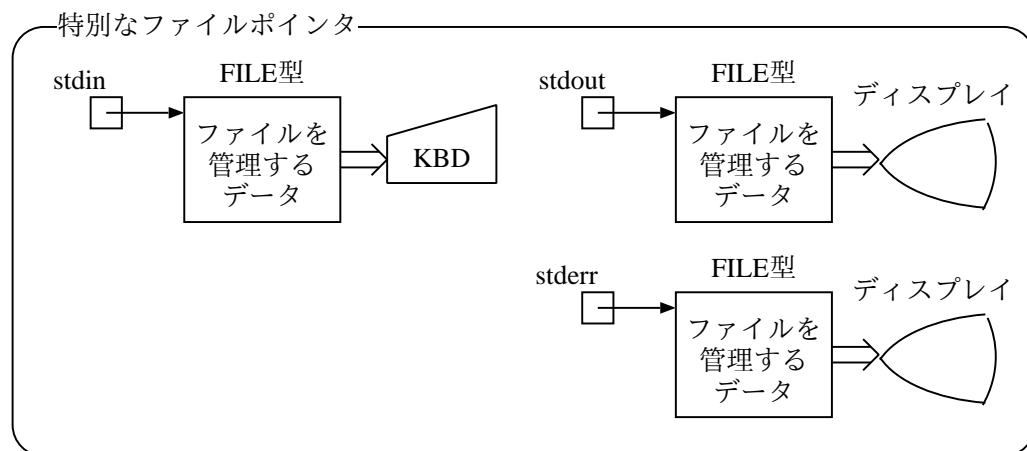 特別なファイルポインタ
stdin
FILE型
ファイルを
管理する
データ
KBD
stdout
FILE型
ファイルを
管理する
データ
ディスプレイ
stderr
FILE型
ファイルを
管理する
データ
ディスプレイ